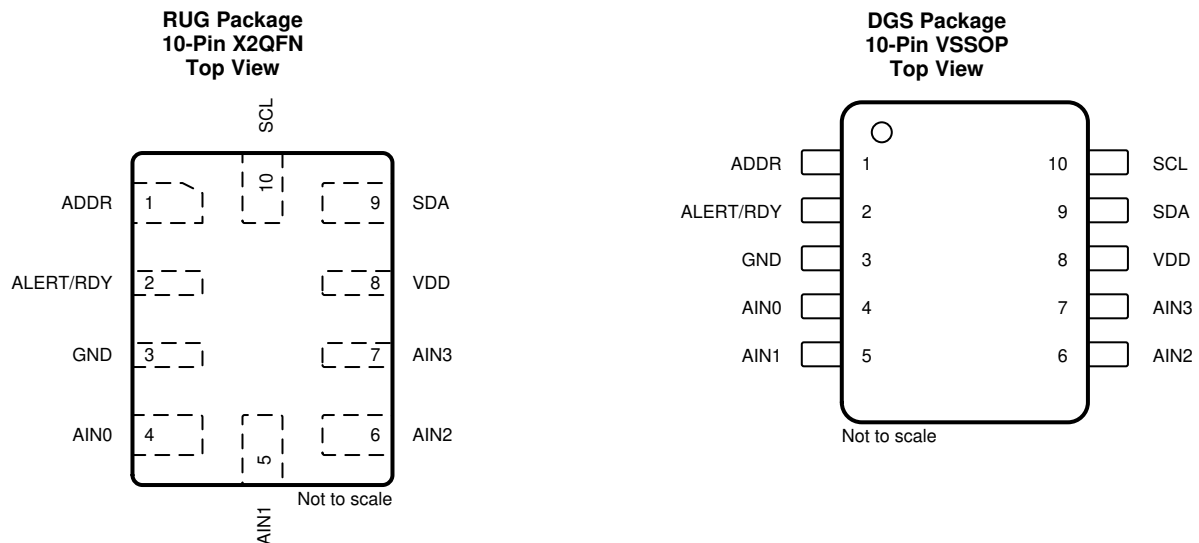 RUG Package
10-Pin X2QFN
Top View
SCL
10
ADDR 1 9 SDA
ALERT/RDY 2 8 VDD
GND 3 7 AIN3
AIN0 4 6 AIN2
5
Not to scale
AIN1
DGS Package
10-Pin VSSOP
Top View
ADDR 1 10 SCL
ALERT/RDY 2 9 SDA
GND 3 8 VDD
AIN0 4 7 AIN3
AIN1 5 6 AIN2
Not to scale